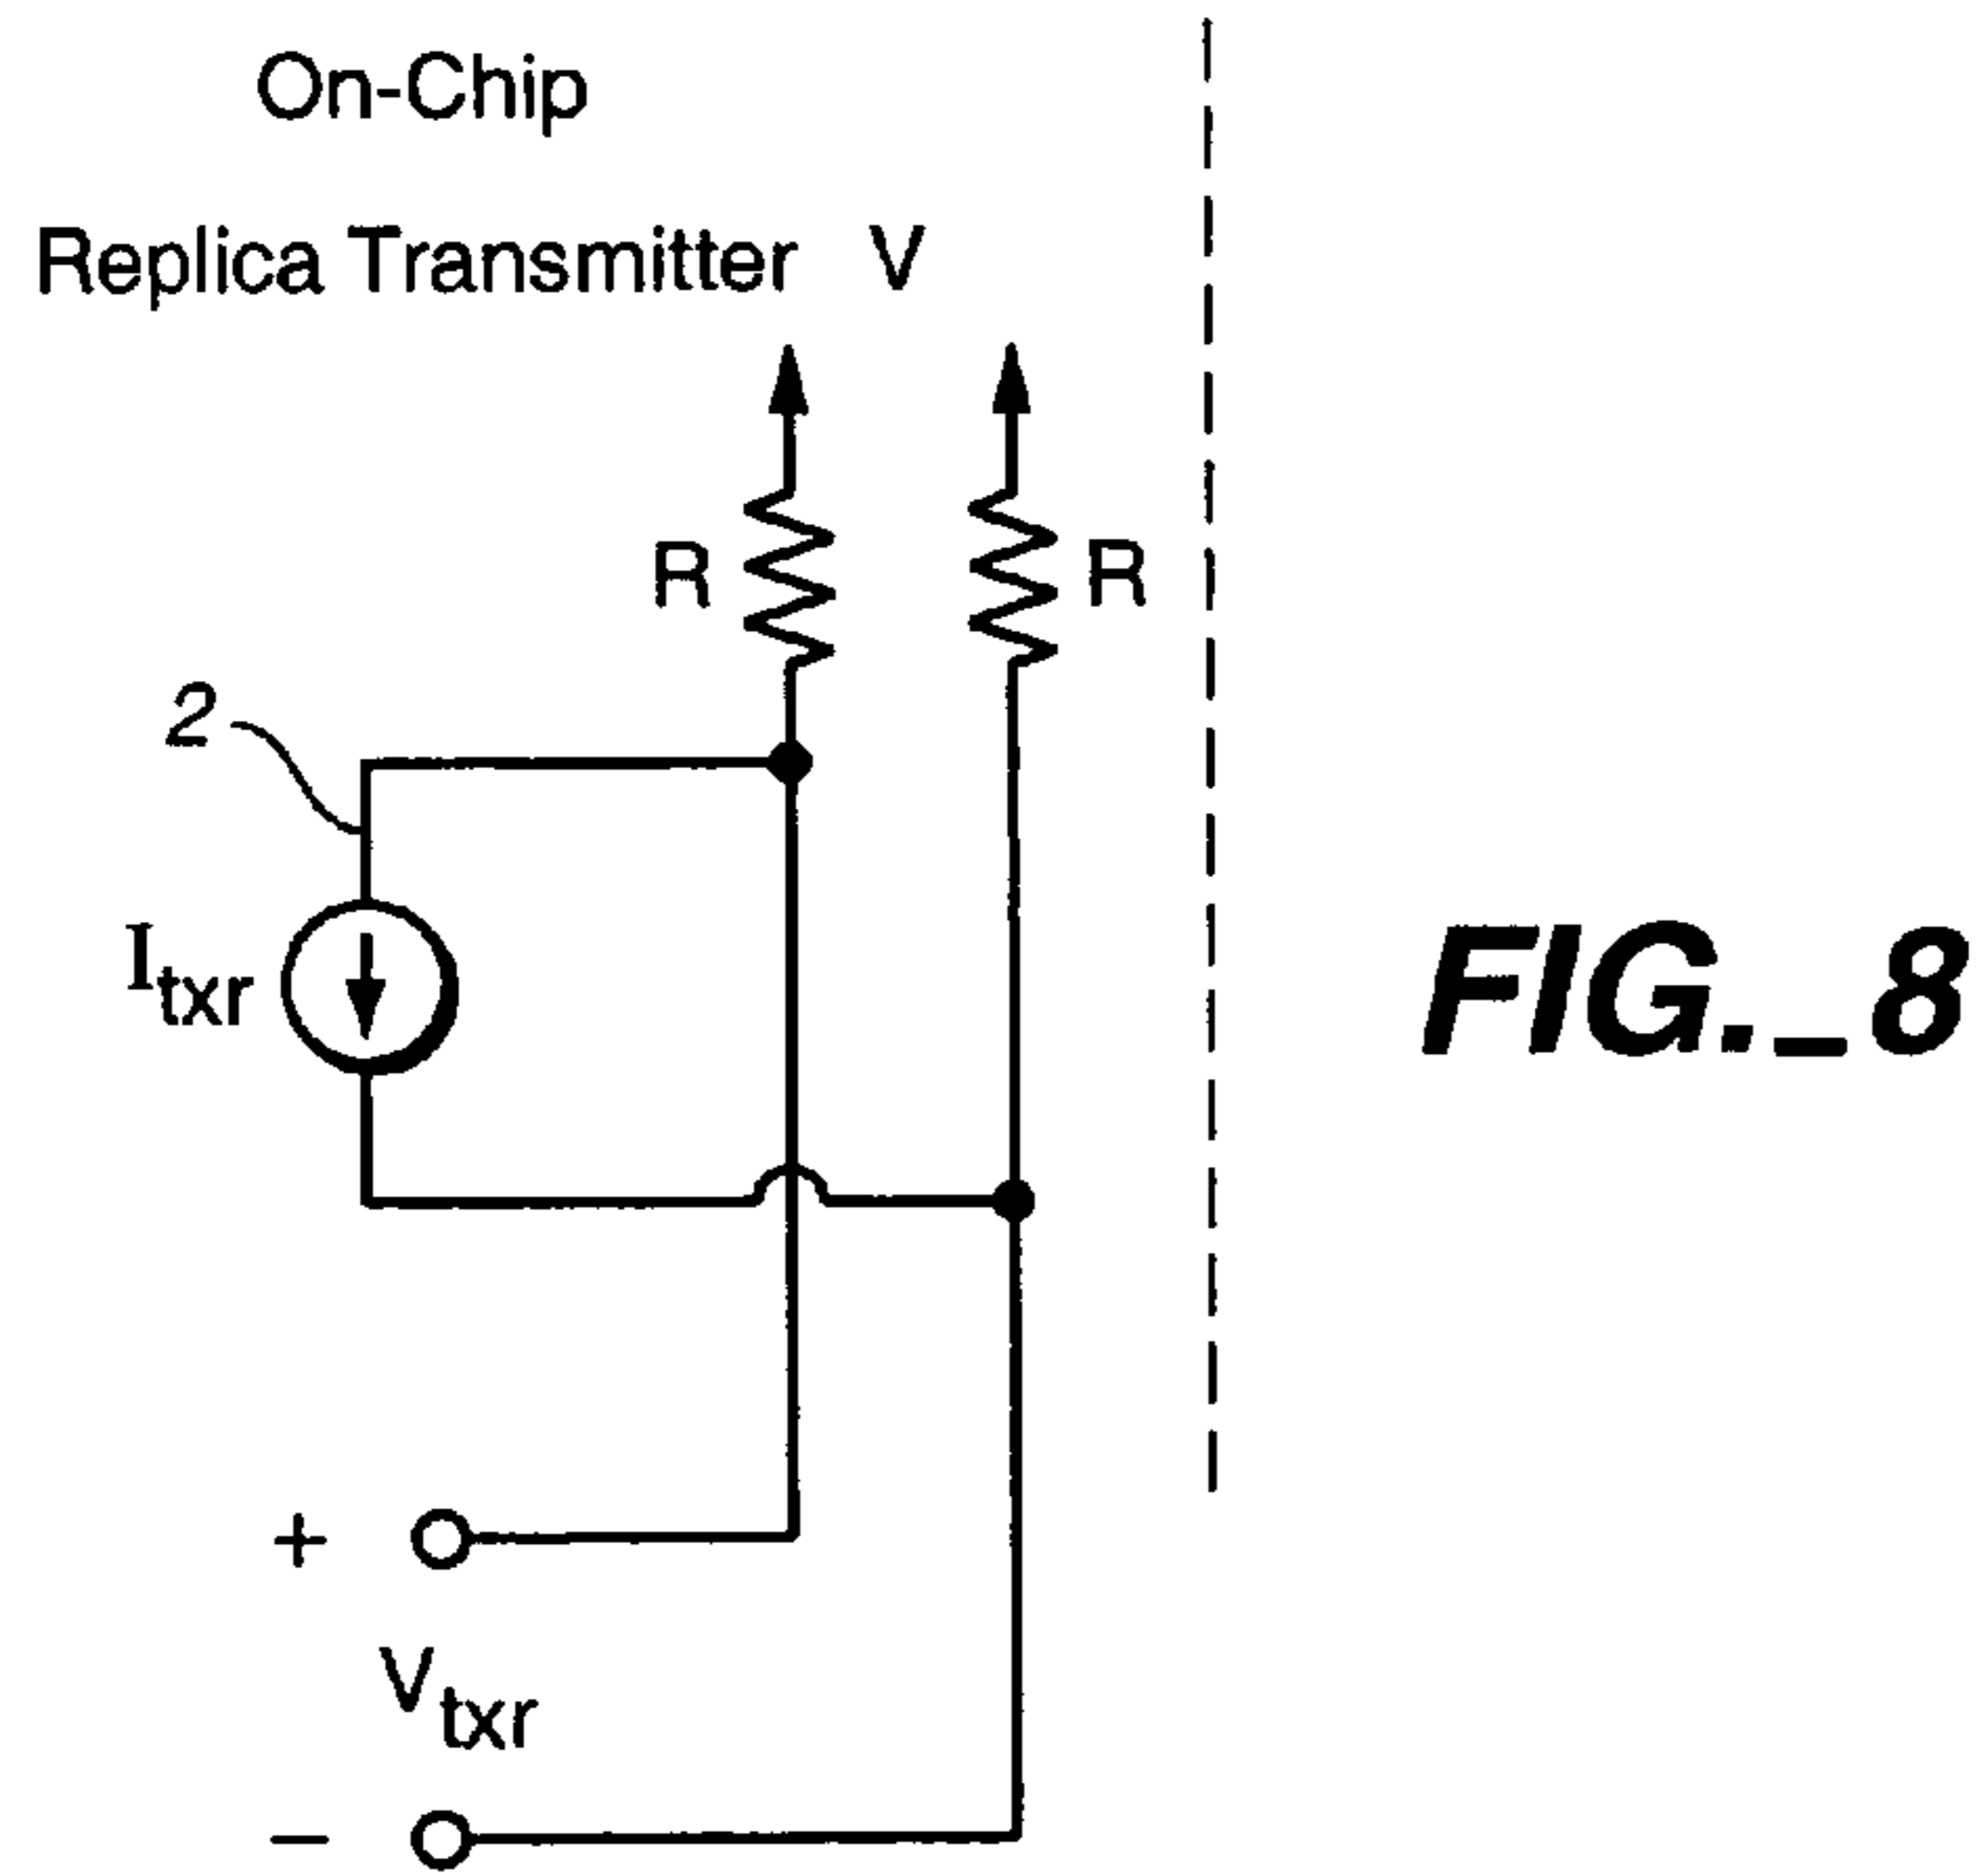 On-Chip
Replica Transmitter V
R R
2
Itxr
FIG._8
+
Vtxr
−